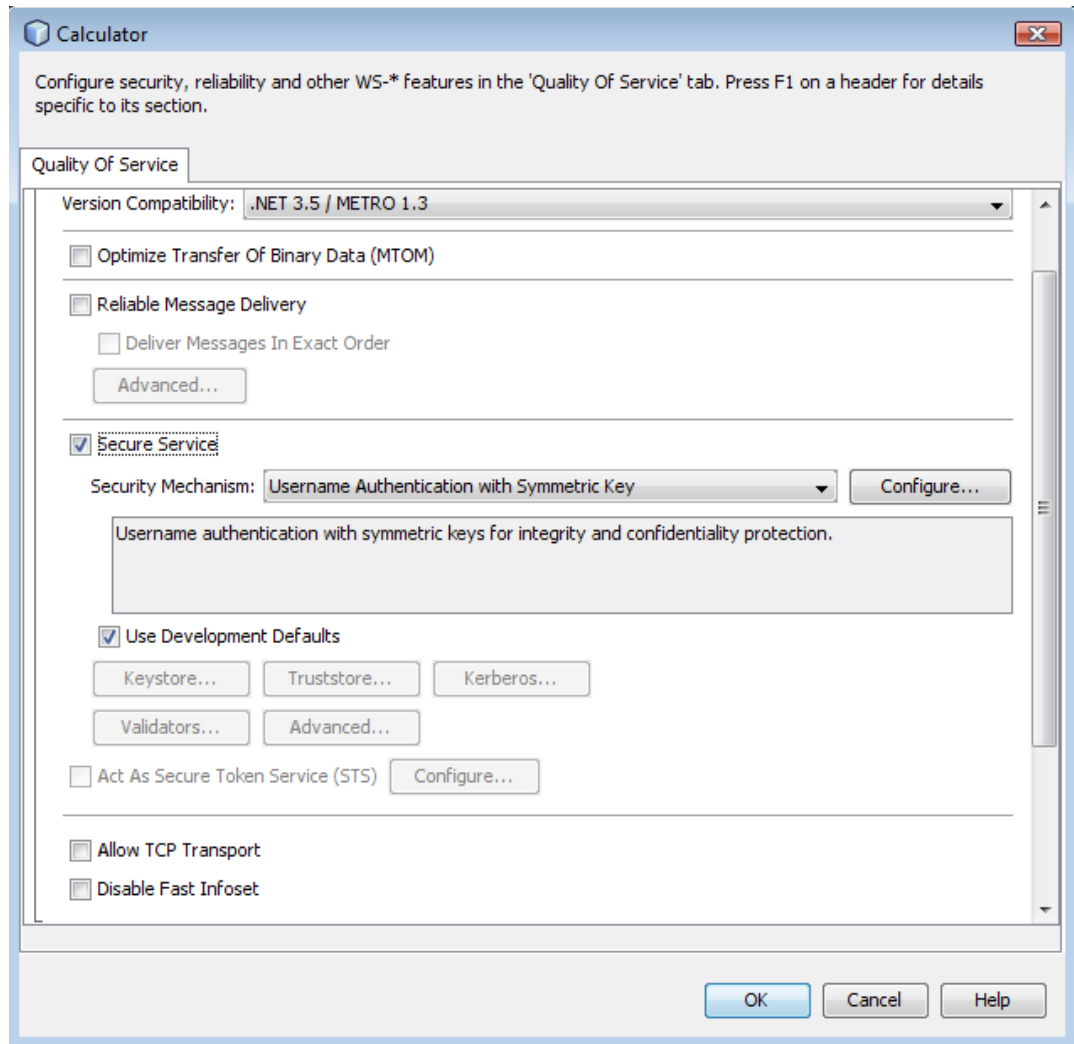 Calculator
Configure security, reliability and other WS-* features in the 'Quality Of Service' tab. Press F1 on a header for details
specific to its section.
Quality Of Service
Version Compatibility: .NET 3.5 / METRO 1.3
Optimize Transfer Of Binary Data (MTOM)
Reliable Message Delivery
Deliver Messages In Exact Order
Advanced...
Secure Service
Security Mechanism: Username Authentication with Symmetric Key Configure...
Username authentication with symmetric keys for integrity and confidentiality protection.
Use Development Defaults
Keystore... Truststore... Kerberos...
Validators... Advanced...
Act As Secure Token Service (STS) Configure...
Allow TCP Transport
Disable Fast Infoset
OK Cancel Help